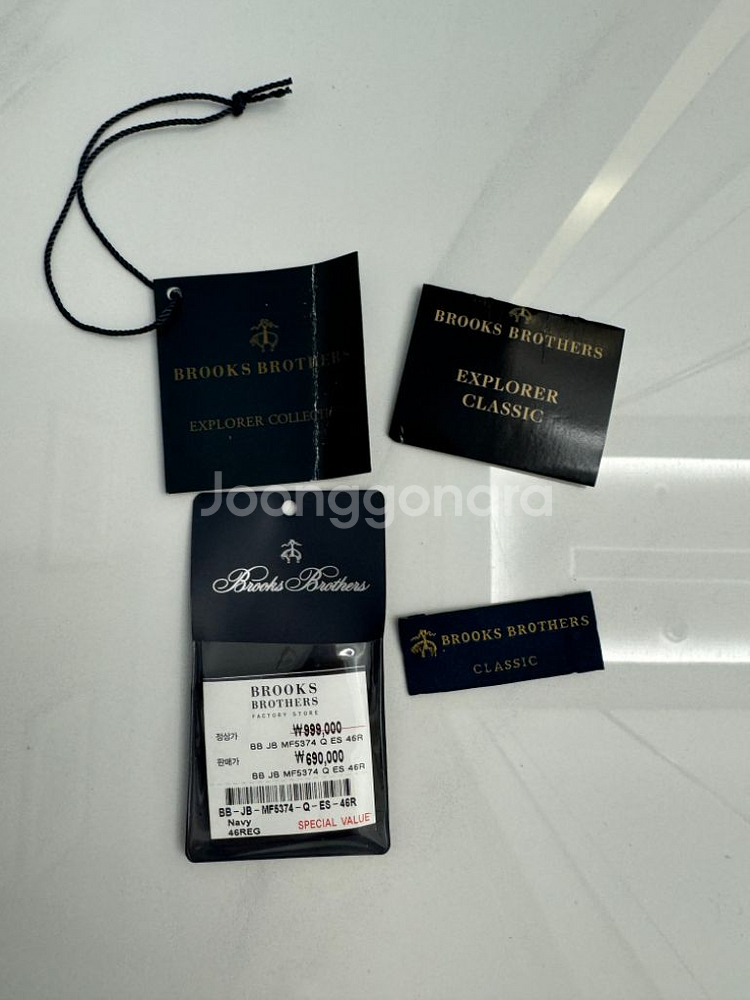 BROOKS BROTHERS
EXPLORER COLLECTIO
BROOKS BROTHERS
EXPLORER
CLASSIC
Joonggonara
Brooks Brothers
BROOKS
BROTHERS
FACTORY STORE
정상가 ₩999,000
BB JB MF5374 Q ES 46R
판매가 ₩690,000
BB JB MF5374 Q ES 46R
BB-JB-MF5374-Q-ES-46R
Navy
46REG
SPECIAL VALUE
BROOKS BROTHERS
CLASSIC